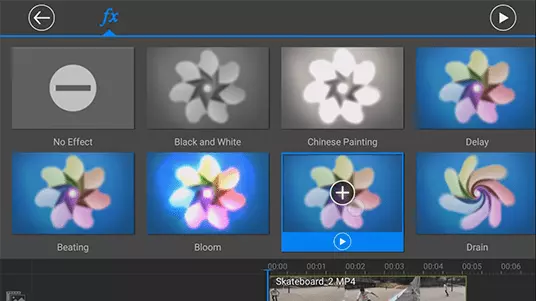 fx
No Effect
Black and White
Chinese Painting
Delay
Beating
Bloom
Drain
00:00 00:01 00:02 00:03 00:04 00:05 00:06
Skateboard_2.MP4